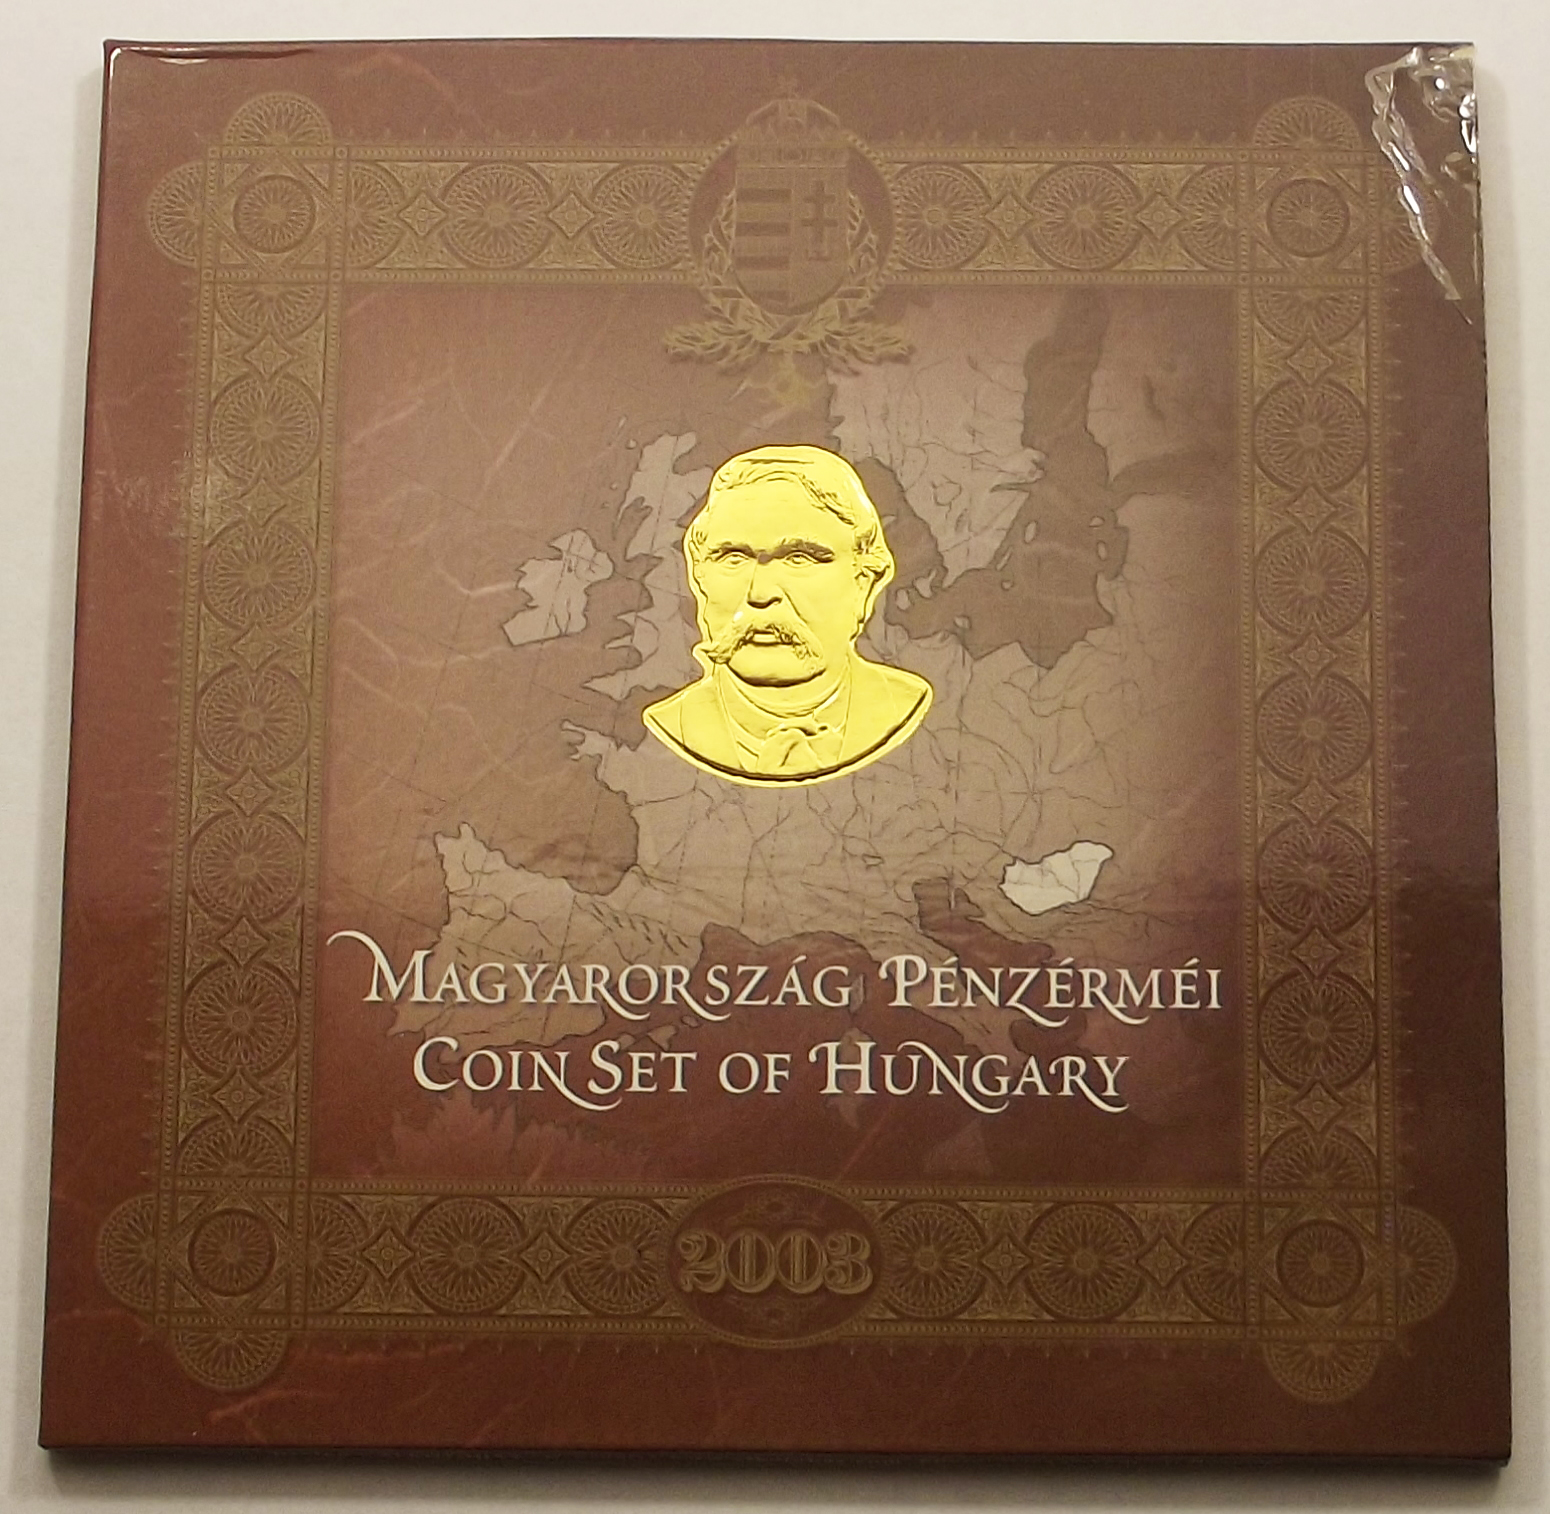 Magyarország Pénzérméi
Coin Set of Hungary
2003